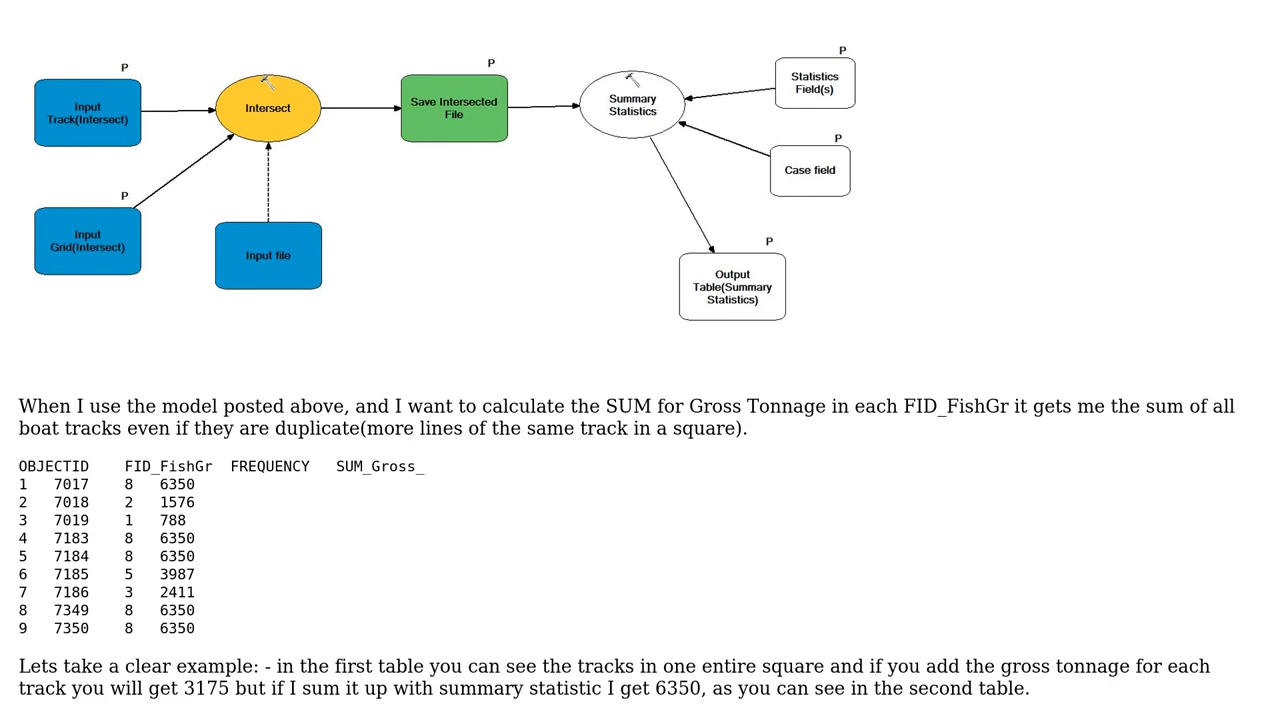 P
Input
Track(Intersect)
Intersect
P
Save Intersected
File
Summary
Statistics
P
Statistics
Field(s)
P
Case field
P
Input
Grid(Intersect)
Input file
P
Output
Table(Summary
Statistics)
When I use the model posted above, and I want to calculate the SUM for Gross Tonnage in each FID_FishGr it gets me the sum of all
boat tracks even if they are duplicate(more lines of the same track in a square).
OBJECTID    FID_FishGr  FREQUENCY   SUM_Gross_
1   7017    8   6350
2   7018    2   1576
3   7019    1   788
4   7183    8   6350
5   7184    8   6350
6   7185    5   3987
7   7186    3   2411
8   7349    8   6350
9   7350    8   6350
Lets take a clear example: - in the first table you can see the tracks in one entire square and if you add the gross tonnage for each
track you will get 3175 but if I sum it up with summary statistic I get 6350, as you can see in the second table.